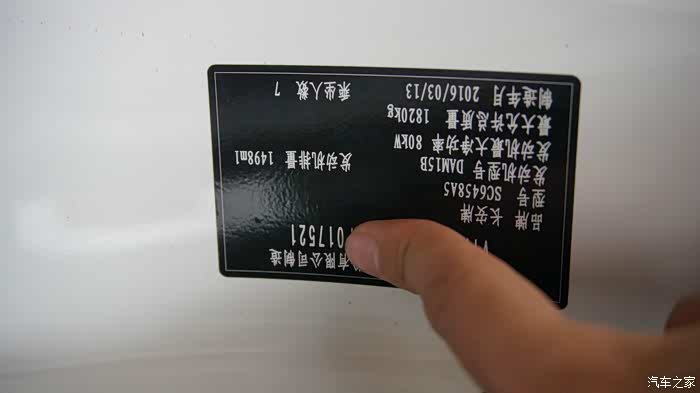 有限公司制造
017521
品牌 长安牌
型号 SC6458A5
发动机型号 DAM15B 发动机排量 1498ml
发动机最大净功率 80kW
最大允许总质量 1820kg
制造年月 2016/03/13 乘坐人数 7
汽车之家